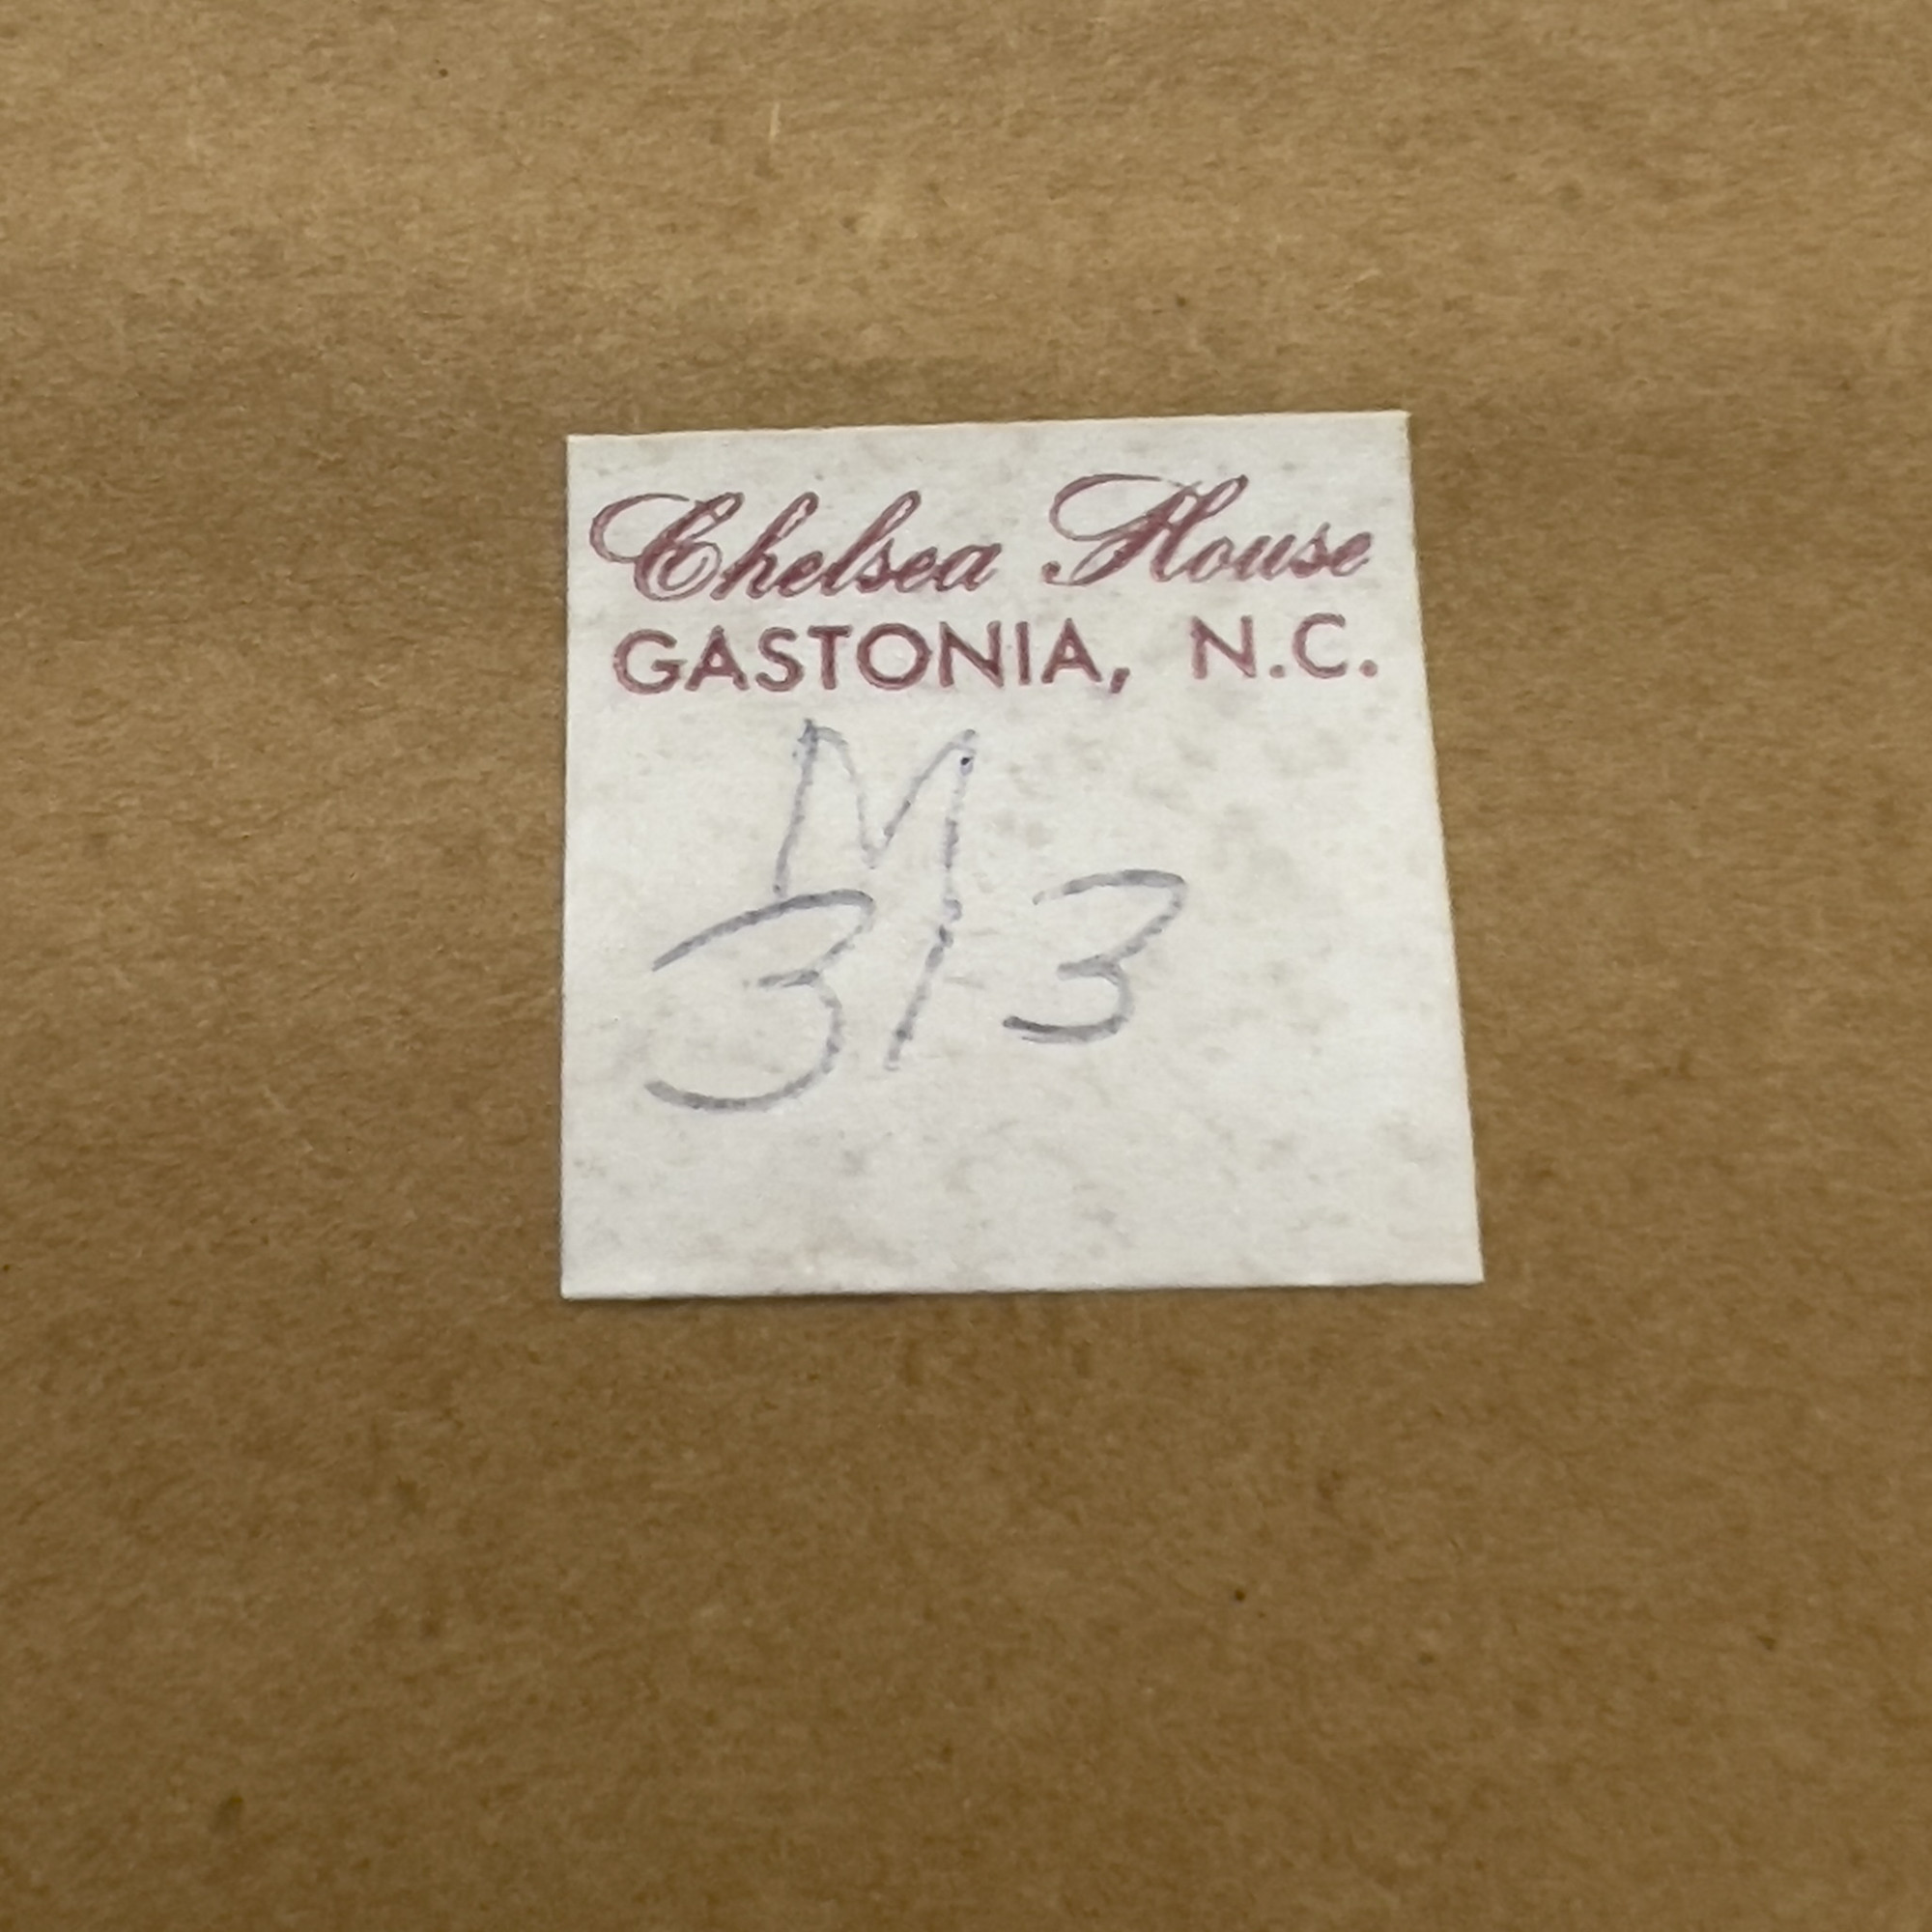 Chelsea House
GASTONIA, N.C.
M
313